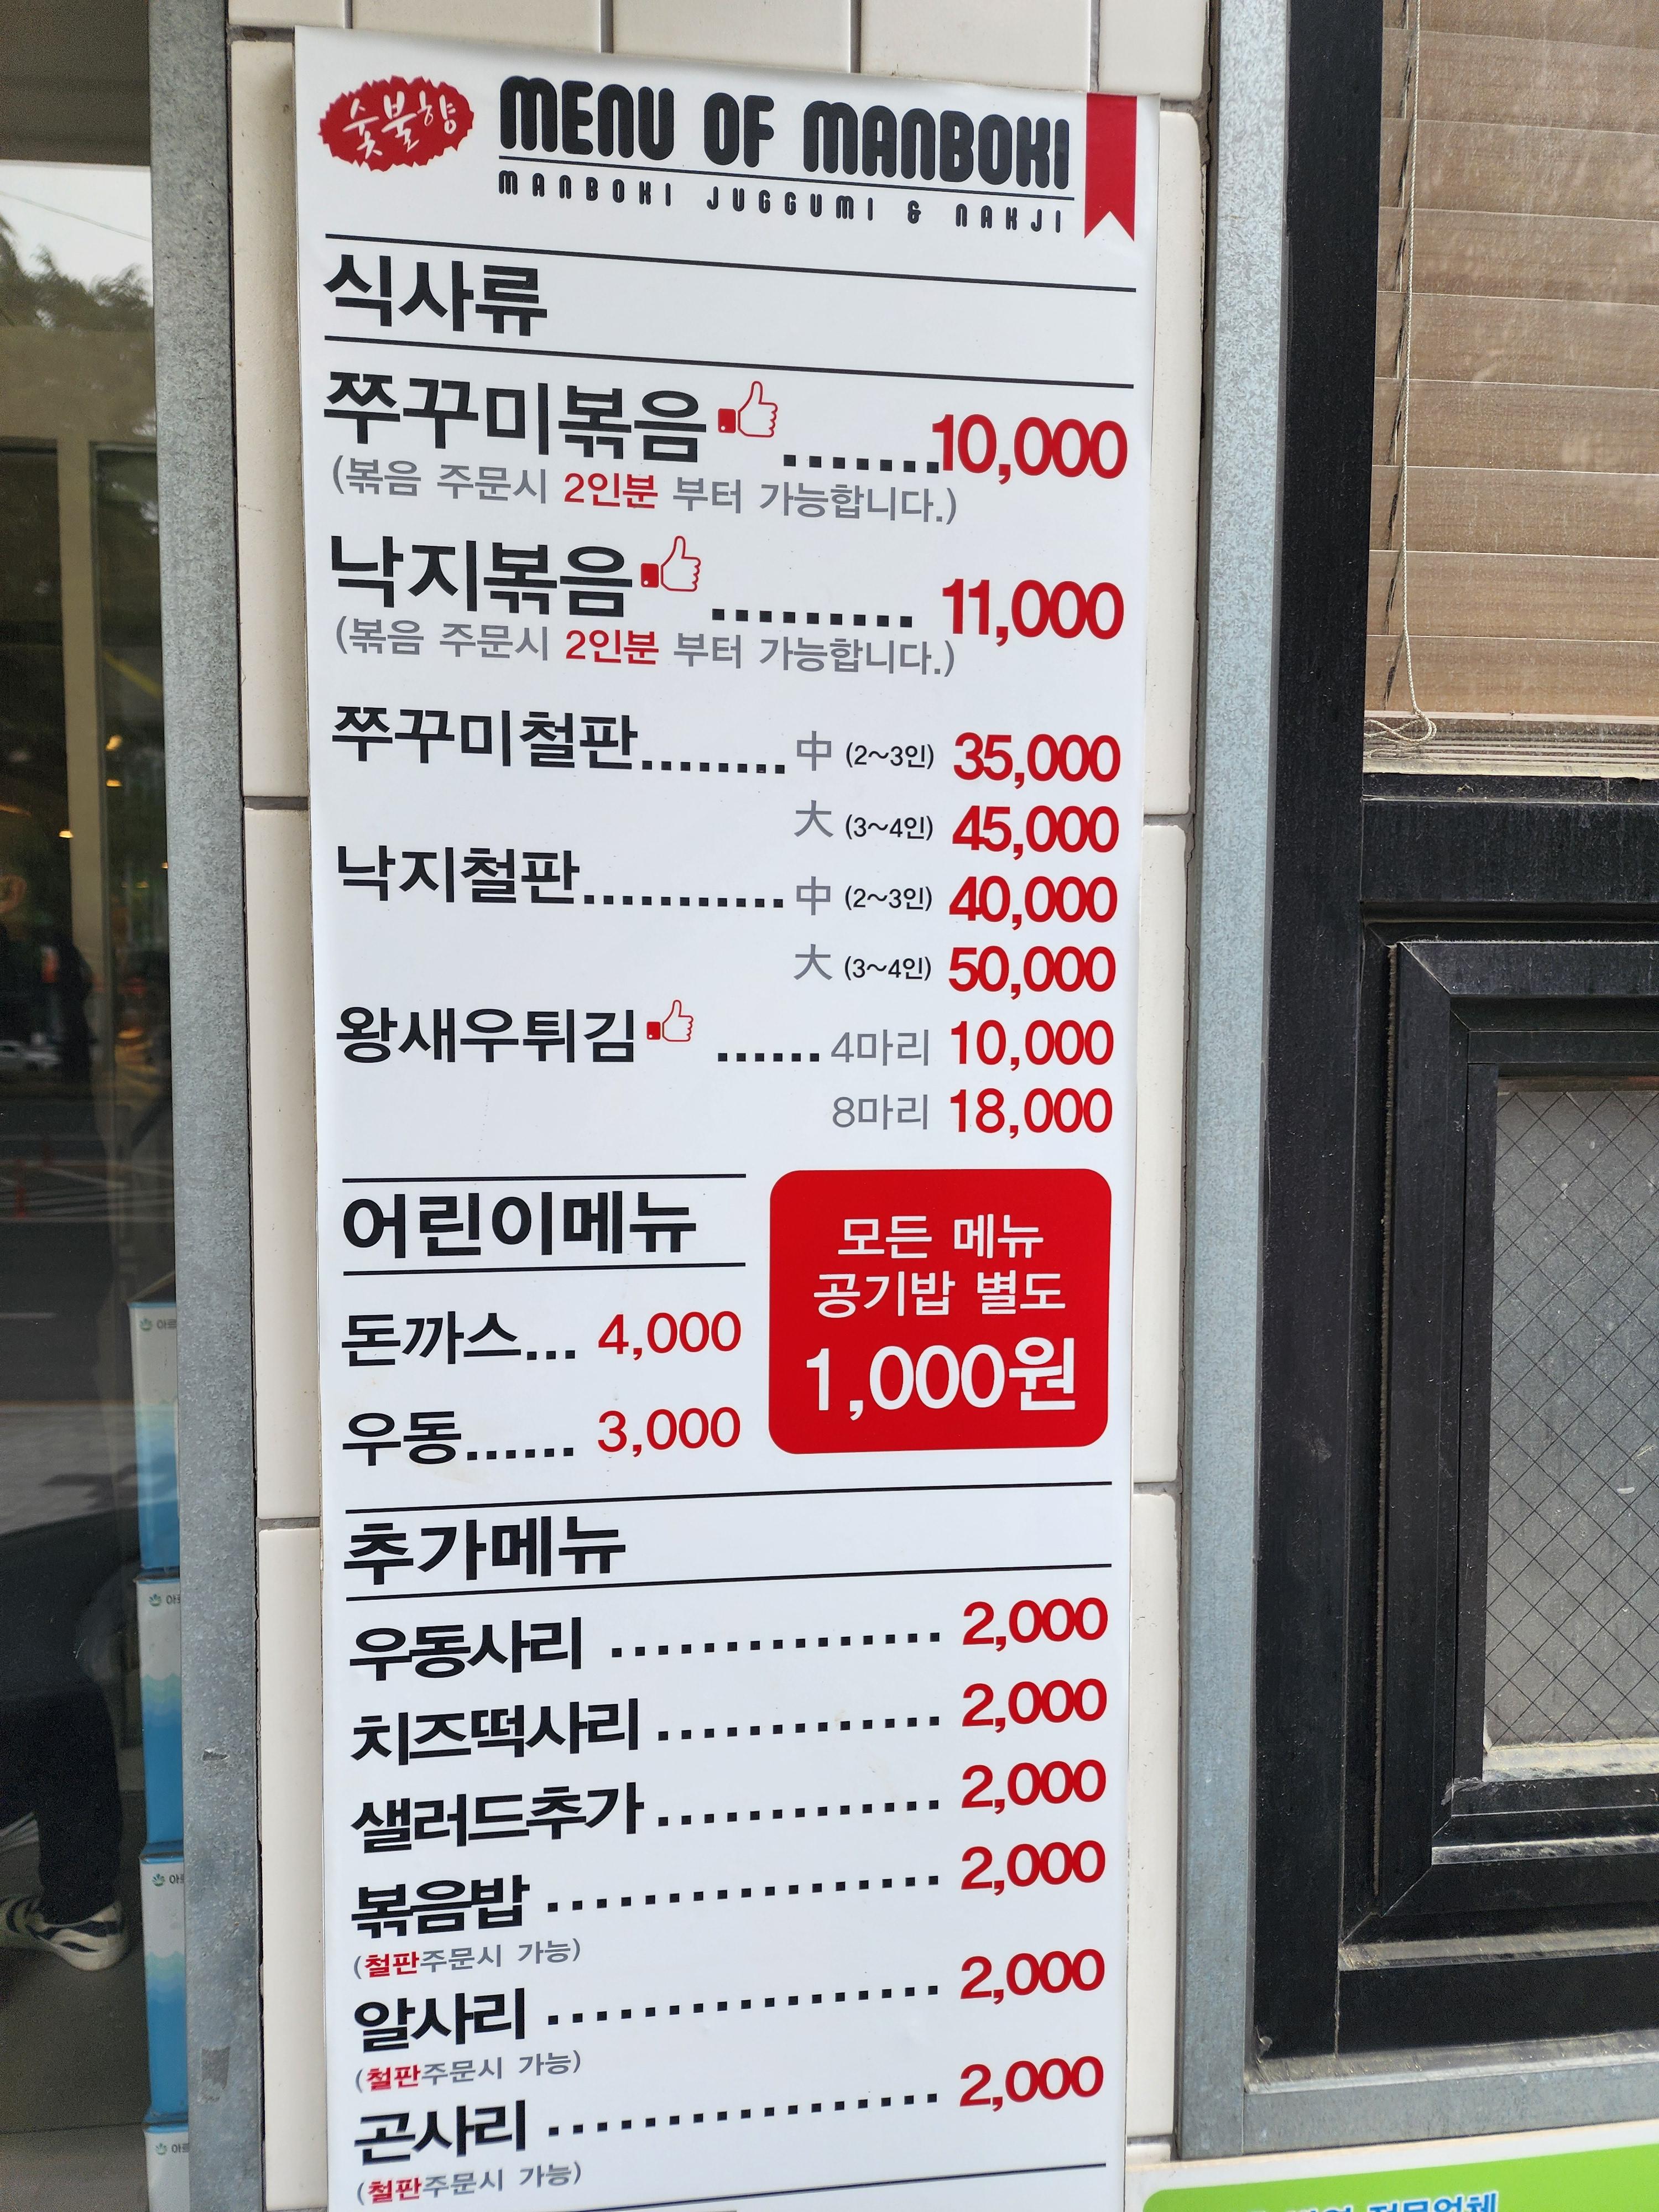 숯불향
MENU OF MANBOKI
MANBOKI JUGGUMI & NAKJI
식사류
쭈꾸미볶음 ....... 10,000
(볶음 주문시 2인분 부터 가능합니다.)
낙지볶음 ......... 11,000
(볶음 주문시 2인분 부터 가능합니다.)
쭈꾸미철판........ 中 (2~3인) 35,000
大 (3~4인) 45,000
낙지철판........... 中 (2~3인) 40,000
大 (3~4인) 50,000
왕새우튀김 ...... 4마리 10,000
8마리 18,000
어린이메뉴
돈까스... 4,000
우동...... 3,000
모든 메뉴
공기밥 별도
1,000원
추가메뉴
우동사리 ............... 2,000
치즈떡사리 ............. 2,000
샐러드추가 ............. 2,000
볶음밥 ................. 2,000
(철판주문시 가능)
알사리 ................. 2,000
(철판주문시 가능)
곤사리 ................. 2,000
(철판주문시 가능)